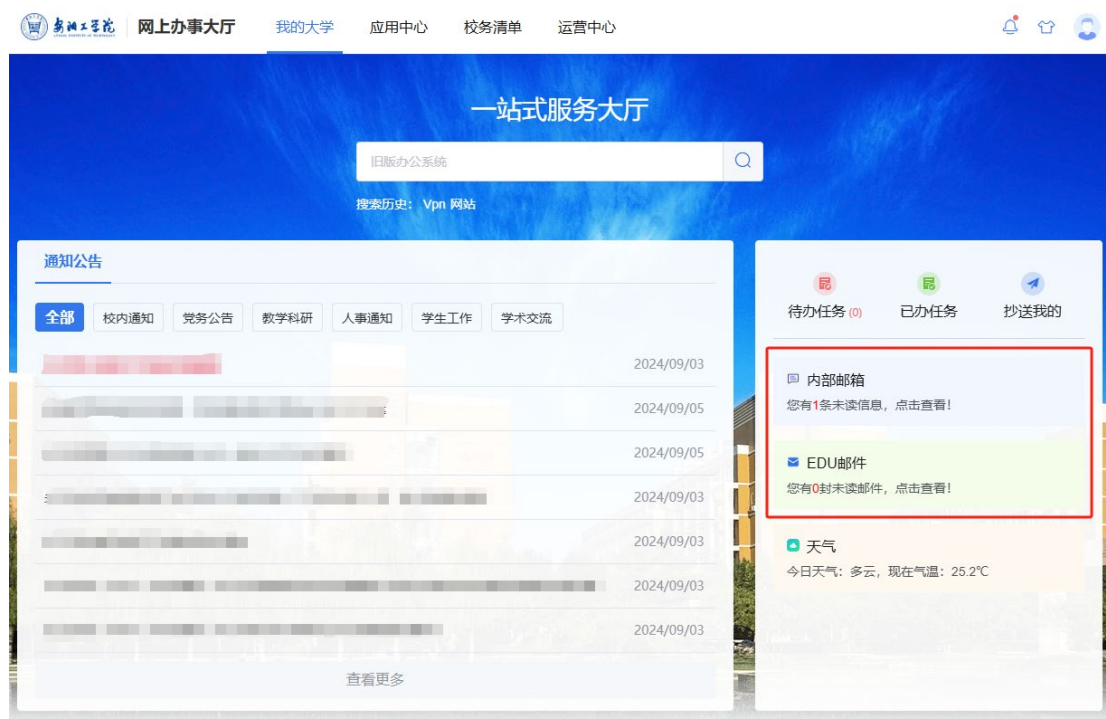 安阳工学院 网上办事大厅 我的大学 应用中心 校务清单 运营中心
一站式服务大厅
旧版办公系统
搜索历史： Vpn 网站
通知公告
全部 校内通知 党务公告 教学科研 人事通知 学生工作 学术交流
2024/09/03
2024/09/05
2024/09/05
2024/09/03
2024/09/03
2024/09/03
2024/09/03
查看更多
待办任务 (0) 已办任务 抄送我的
内部邮箱
您有1条未读信息，点击查看！
EDU邮件
您有0封未读邮件，点击查看！
天气
今日天气：多云，现在气温：25.2℃